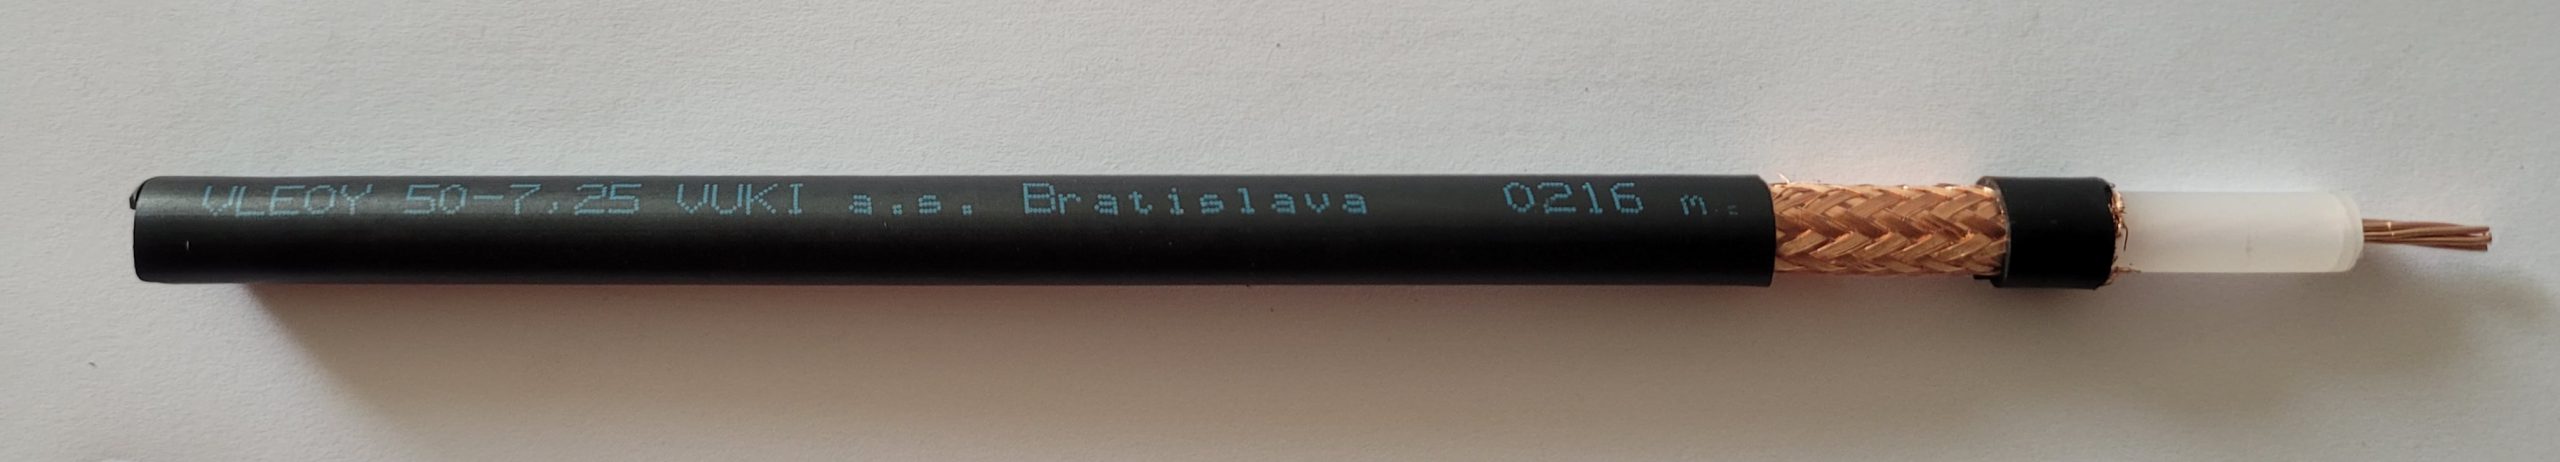 VLEOY 50-7,25 VUKI a.s. Bratislava 0216 m